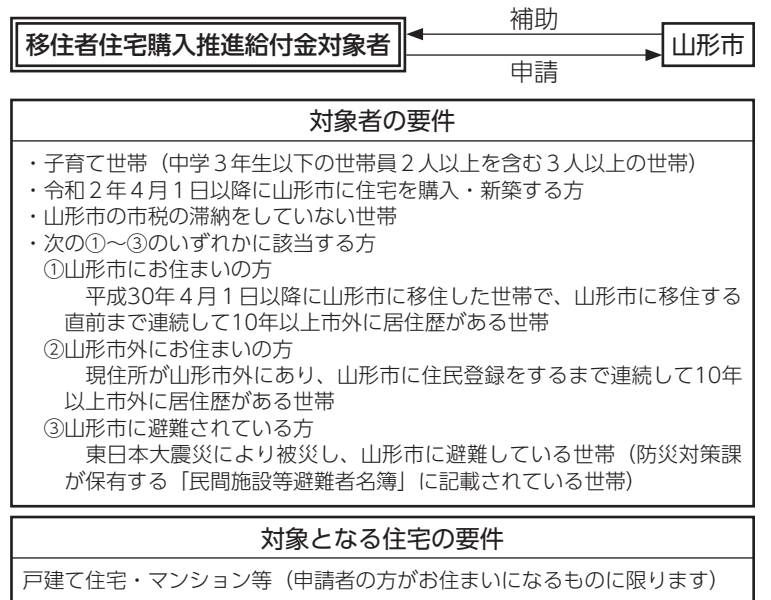 補助
移住者住宅購入推進給付金対象者
山形市
申請
対象者の要件
・子育て世帯（中学３年生以下の世帯員２人以上を含む３人以上の世帯）
・令和２年４月１日以降に山形市に住宅を購入・新築する方
・山形市の市税の滞納をしていない世帯
・次の①～③のいずれかに該当する方
①山形市にお住まいの方
平成30年４月１日以降に山形市に移住した世帯で、山形市に移住する
直前まで連続して10年以上市外に居住歴がある世帯
②山形市外にお住まいの方
現住所が山形市外にあり、山形市に住民登録をするまで連続して10年
以上市外に居住歴がある世帯
③山形市に避難されている方
東日本大震災により被災し、山形市に避難している世帯（防災対策課
が保有する「民間施設等避難者名簿」に記載されている世帯）
対象となる住宅の要件
戸建て住宅・マンション等（申請者の方がお住まいになるものに限ります）